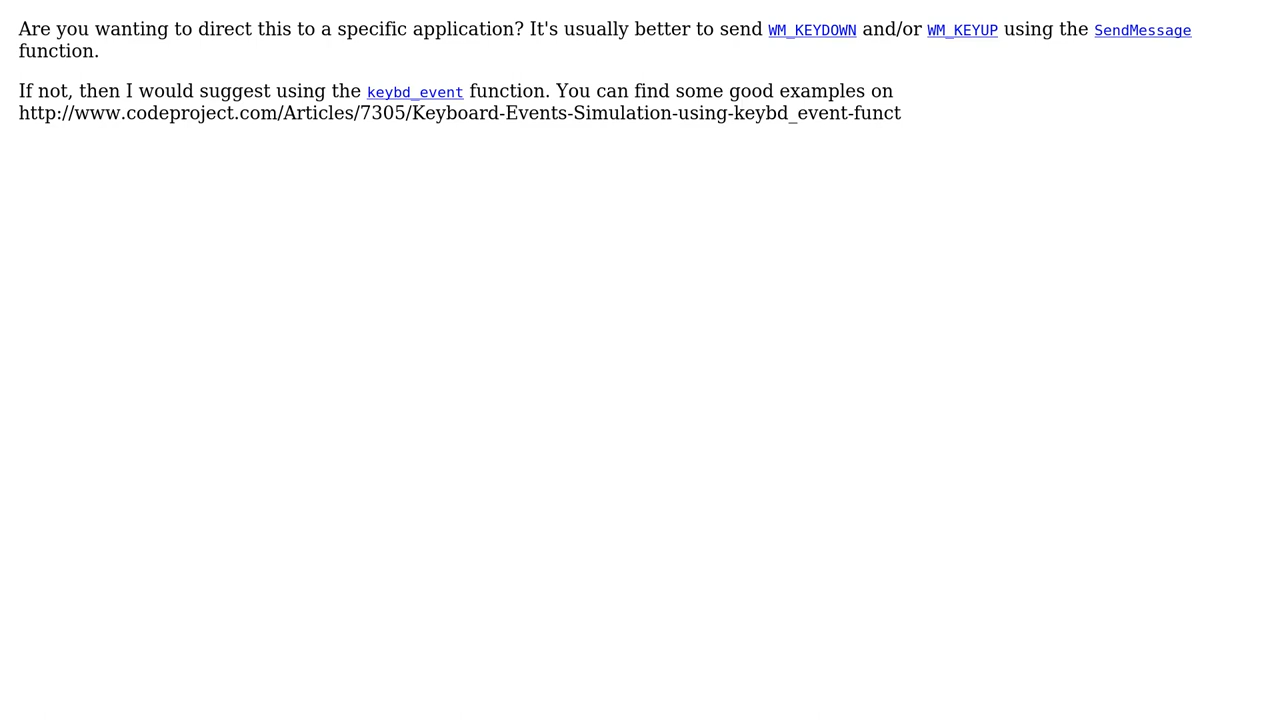 Are you wanting to direct this to a specific application? It's usually better to send WM_KEYDOWN and/or WM_KEYUP using the SendMessage
function.
If not, then I would suggest using the keybd_event function. You can find some good examples on
http://www.codeproject.com/Articles/7305/Keyboard-Events-Simulation-using-keybd_event-funct